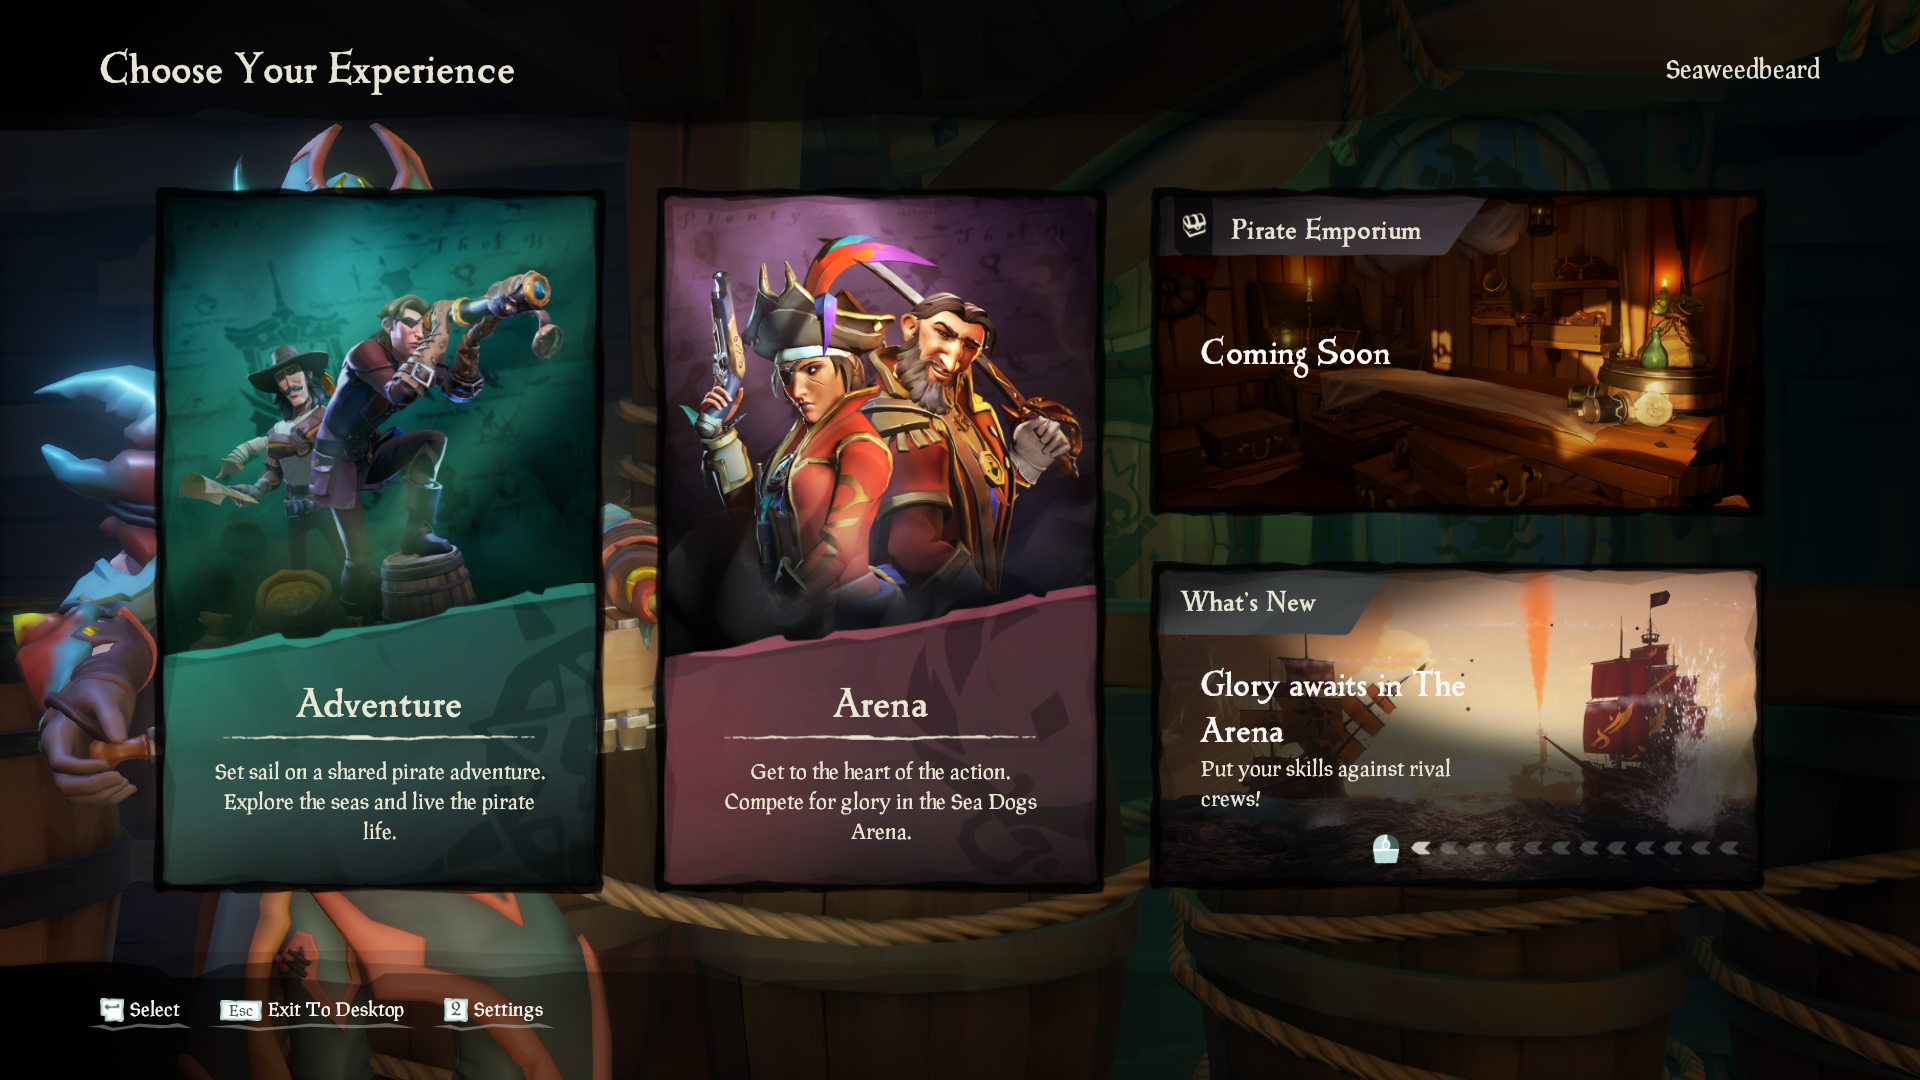 Choose Your Experience
Seaweedbeard
Adventure
Set sail on a shared pirate adventure.
Explore the seas and live the pirate
life.
Arena
Get to the heart of the action.
Compete for glory in the Sea Dogs
Arena.
Pirate Emporium
Coming Soon
What's New
Glory awaits in The
Arena
Put your skills against rival
crews!
Select
Esc Exit To Desktop
2 Settings